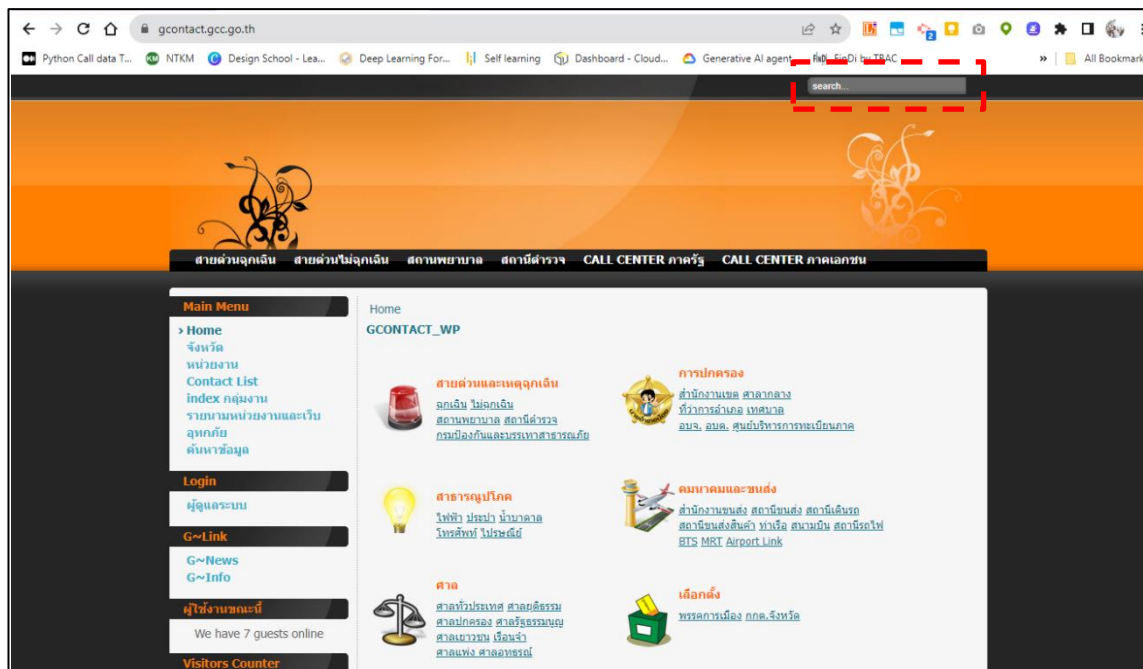 gcontact.gcc.go.th
Python Call data T...
NTKM
Design School - Lea...
Deep Learning For...
Self learning
Dashboard - Cloud...
Generative AI agent
FinDi by TBAC
»
All Bookmark
search...
สายด่วนฉุกเฉิน สายด่วนไม่ฉุกเฉิน สถานพยาบาล สถานีตำรวจ CALL CENTER ภาครัฐ CALL CENTER ภาคเอกชน
Main Menu
› Home
จังหวัด
หน่วยงาน
Contact List
index กลุ่มงาน
รายนามหน่วยงานและเว็บ
อุทกภัย
ค้นหาข้อมูล
Login
ผู้ดูแลระบบ
G~Link
G~News
G~Info
ผู้ใช้งานขณะนี้
We have 7 guests online
Visitors Counter
Home
GCONTACT_WP
สายด่วนและเหตุฉุกเฉิน
ฉุกเฉิน ไม่ฉุกเฉิน
สถานพยาบาล สถานีตำรวจ
กรมป้องกันและบรรเทาสาธารณภัย
การปกครอง
สำนักงานเขต ศาลากลาง
ที่ว่าการอำเภอ เทศบาล
อบจ. อบต. ศูนย์บริหารการทะเบียนภาค
สาธารณูปโภค
ไฟฟ้า ประปา น้ำบาดาล
โทรศัพท์ ไปรษณีย์
คมนาคมและขนส่ง
สำนักงานขนส่ง สถานีขนส่ง สถานีเดินรถ
สถานีขนส่งสินค้า ท่าเรือ สนามบิน สถานีรถไฟ
BTS MRT Airport Link
ศาล
ศาลทั่วประเทศ ศาลยุติธรรม
ศาลปกครอง ศาลรัฐธรรมนูญ
ศาลเยาวชน เรือนจำ
ศาลแพ่ง ศาลอุทธรณ์
เลือกตั้ง
พรรคการเมือง กกต.จังหวัด